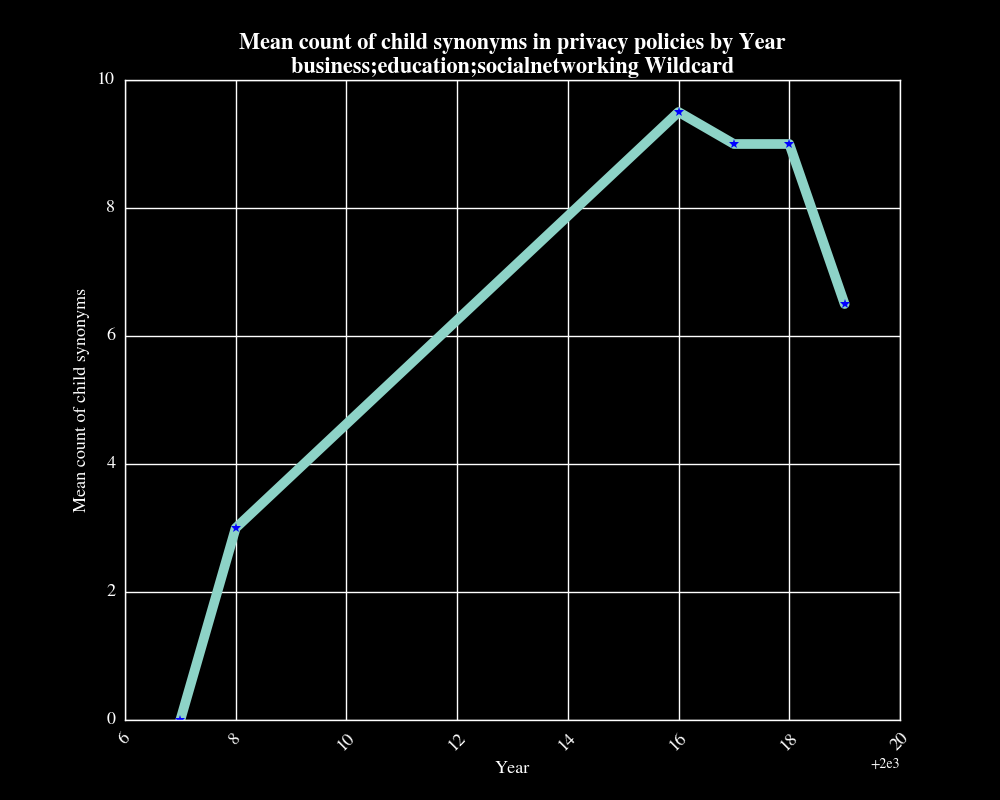 Mean count of child synonyms in privacy policies by Year
business;education;socialnetworking Wildcard
10
8
6
4
2
0
Mean count of child synonyms
6 8 10 12 14 16 18 20
Year
+2e3